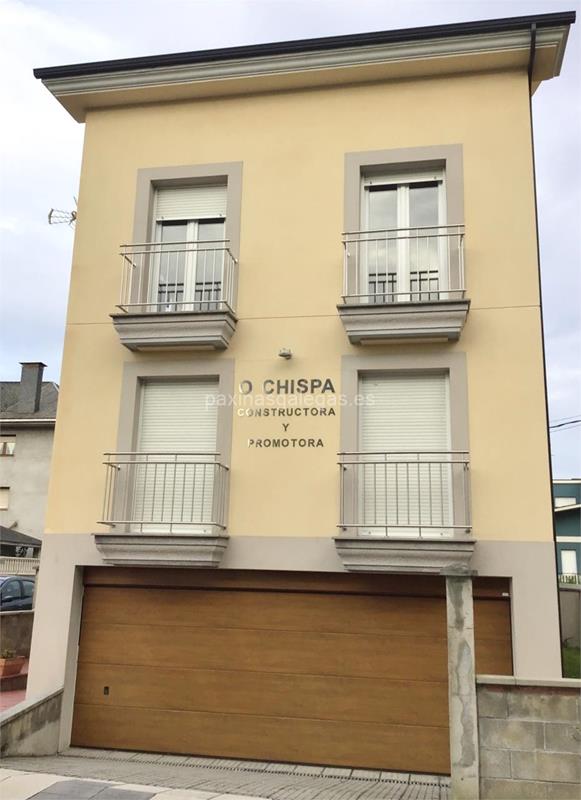 O CHISPA
paxinasgalegas.es
CONSTRUCTORA
Y
PROMOTORA